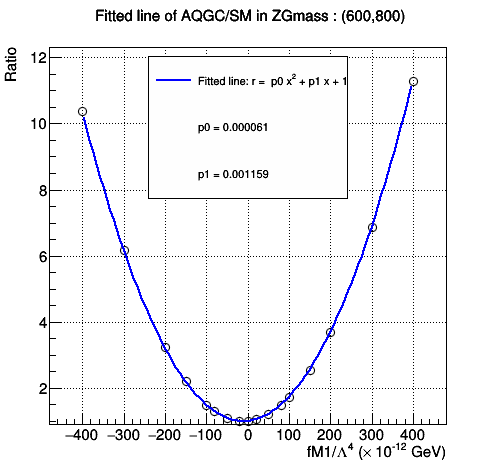 Fitted line of AQGC/SM in ZGmass : (600,800)
Ratio
12
10
8
6
4
2
Fitted line: r = p0 x² + p1 x + 1
p0 = 0.000061
p1 = 0.001159
−400 −300 −200 −100 0 100 200 300 400
fM1/Λ⁴ (× 10⁻¹² GeV)